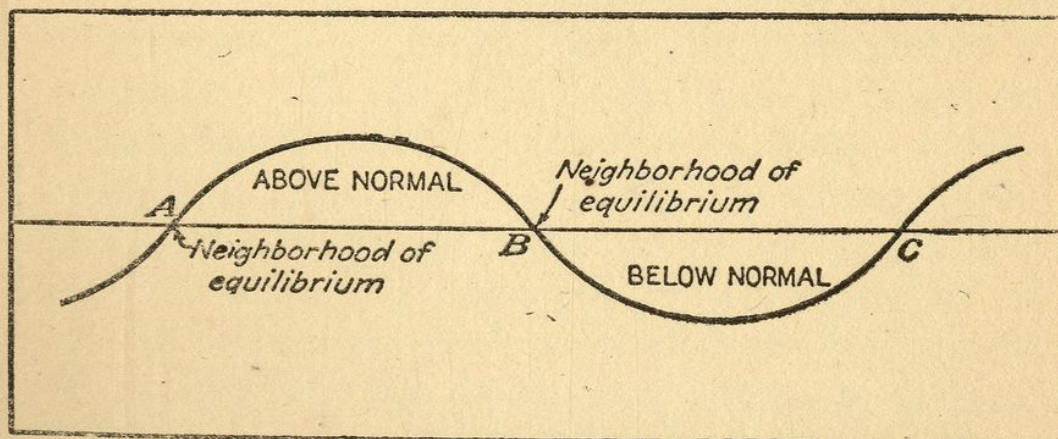 ABOVE NORMAL
Neighborhood of
equilibrium
A
B
C
Neighborhood of
equilibrium
BELOW NORMAL